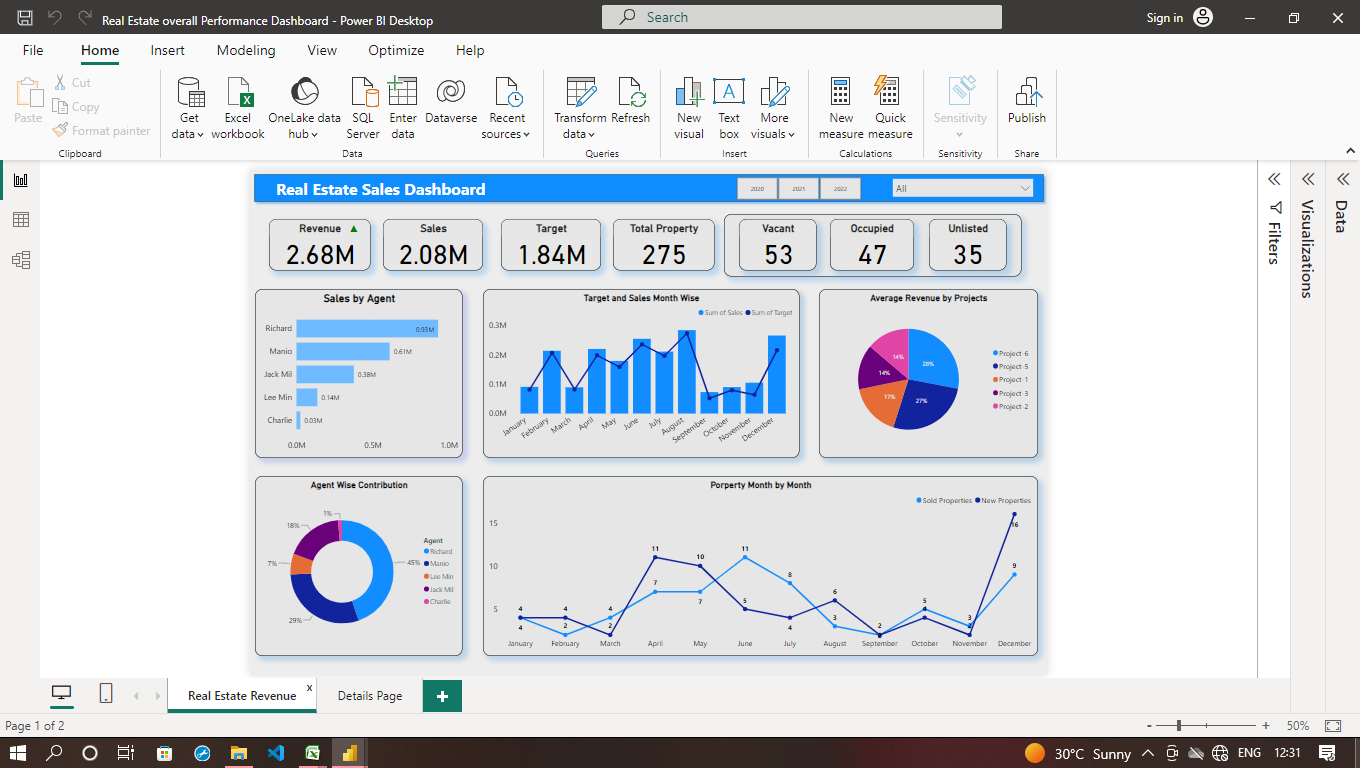 Real Estate overall Performance Dashboard - Power BI Desktop
Search
Sign in
File Home Insert Modeling View Optimize Help
Paste
Cut
Copy
Format painter
Clipboard
Get data
Excel workbook
OneLake data hub
SQL Server
Enter data
Dataverse
Recent sources
Data
Transform data
Refresh
Queries
New visual
Text box
More visuals
Insert
New measure
Quick measure
Calculations
Sensitivity
Sensitivity
Publish
Share
Real Estate Sales Dashboard
2020 2021 2022
All
Revenue ▲
2.68M
Sales
2.08M
Target
1.84M
Total Property
275
Vacant
53
Occupied
47
Unlisted
35
Sales by Agent
Richard 0.93M
Manio 0.61M
Jack Mil 0.38M
Lee Min 0.14M
Charlie 0.03M
0.0M 0.5M 1.0M
Target and Sales Month Wise
Sum of Sales Sum of Target
0.3M
0.2M
0.1M
0.0M
January February March April May June July August September October November December
Average Revenue by Projects
28%
27%
17%
14%
14%
Project- 6
Project- 5
Project- 1
Project- 3
Project- 2
Agent Wise Contribution
1%
18%
7%
29%
45%
Agent
Richard
Manio
Lee Min
Jack Mil
Charlie
Porperty Month by Month
Sold Properties New Properties
15
10
5
4 4 4 11 10 11 8 6 2 5 3 9
4 2 2 7 7 5 4 3 2 16
January February March April May June July August September October November December
Filters
Visualizations
Data
Real Estate Revenue x
Details Page
+
Page 1 of 2
- + 50%
30°C Sunny
ENG
12:31